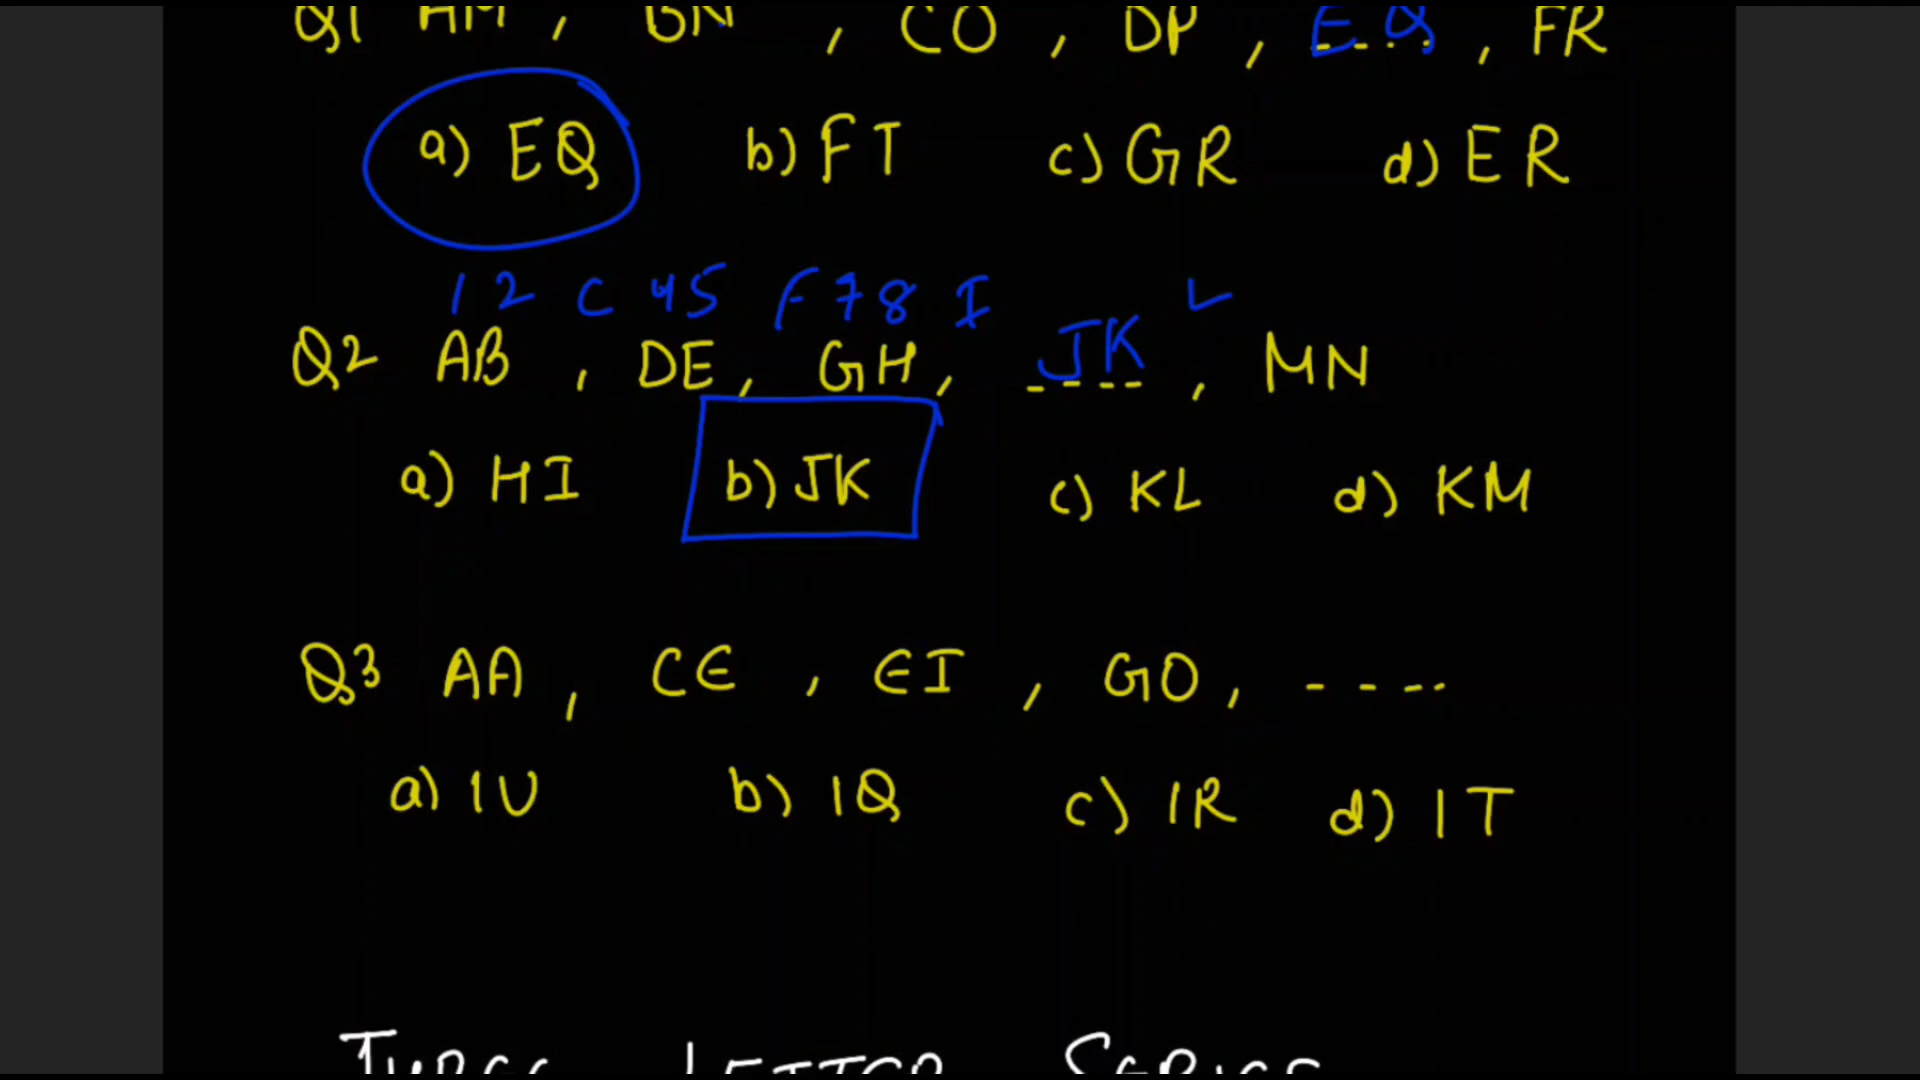 Q1 AM , BN , CO , DP , EQ , FR
a) EQ b) FT c) GR d) ER
1 2 C 4 5 F 7 8 I L
Q2 AB , DE , GH , JK , MN
a) HI b) JK c) KL d) KM
Q3 AA , CE , EI , GO , ----
a) IU b) IQ c) IR d) IT